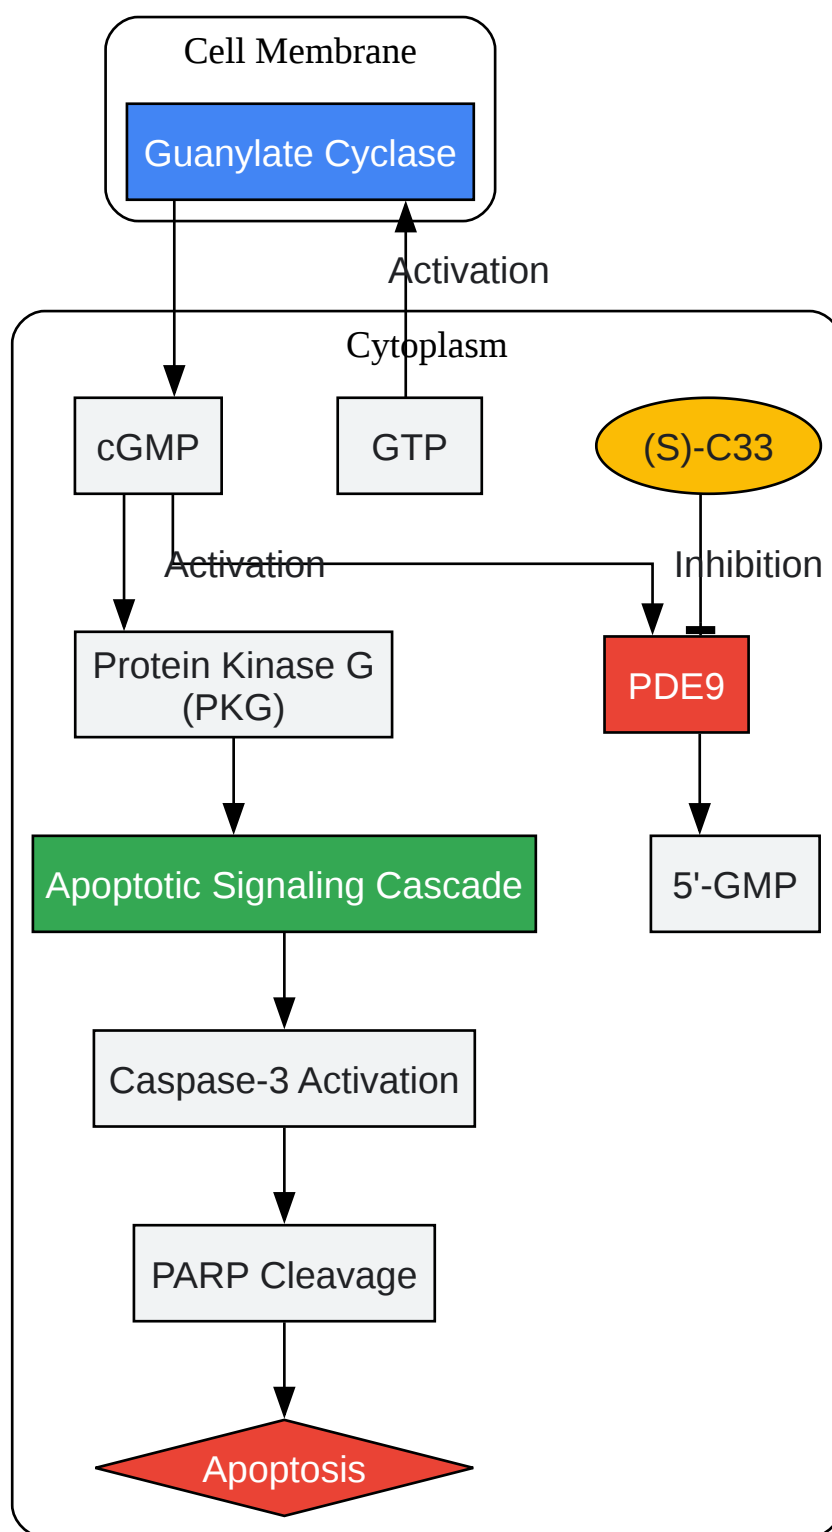 Cell Membrane
Guanylate Cyclase
Activation
Cytoplasm
cGMP
GTP
(S)-C33
Activation
Inhibition
Protein Kinase G
(PKG)
PDE9
Apoptotic Signaling Cascade
5'-GMP
Caspase-3 Activation
PARP Cleavage
Apoptosis